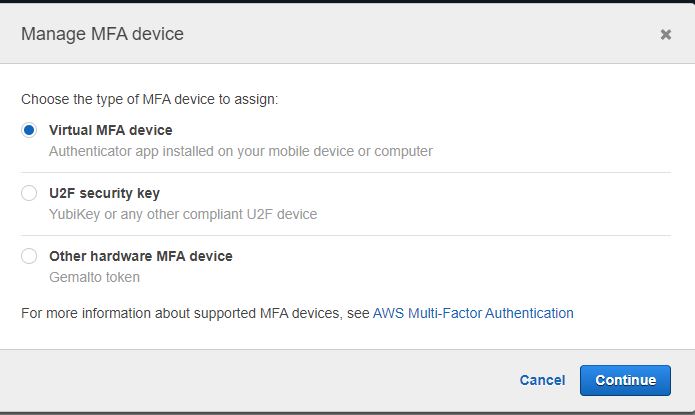 Manage MFA device
Choose the type of MFA device to assign:
Virtual MFA device
Authenticator app installed on your mobile device or computer
U2F security key
YubiKey or any other compliant U2F device
Other hardware MFA device
Gemalto token
For more information about supported MFA devices, see AWS Multi-Factor Authentication
Cancel Continue